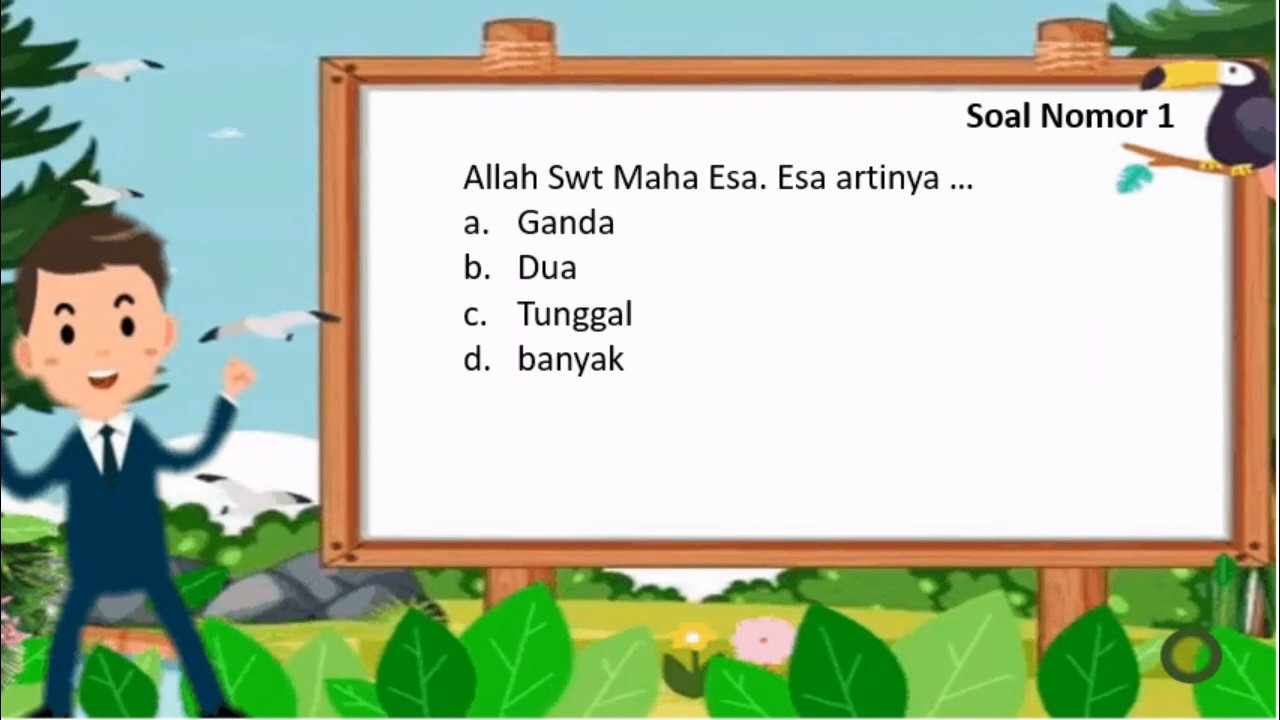 Soal Nomor 1
Allah Swt Maha Esa. Esa artinya ...
a. Ganda
b. Dua
c. Tunggal
d. banyak